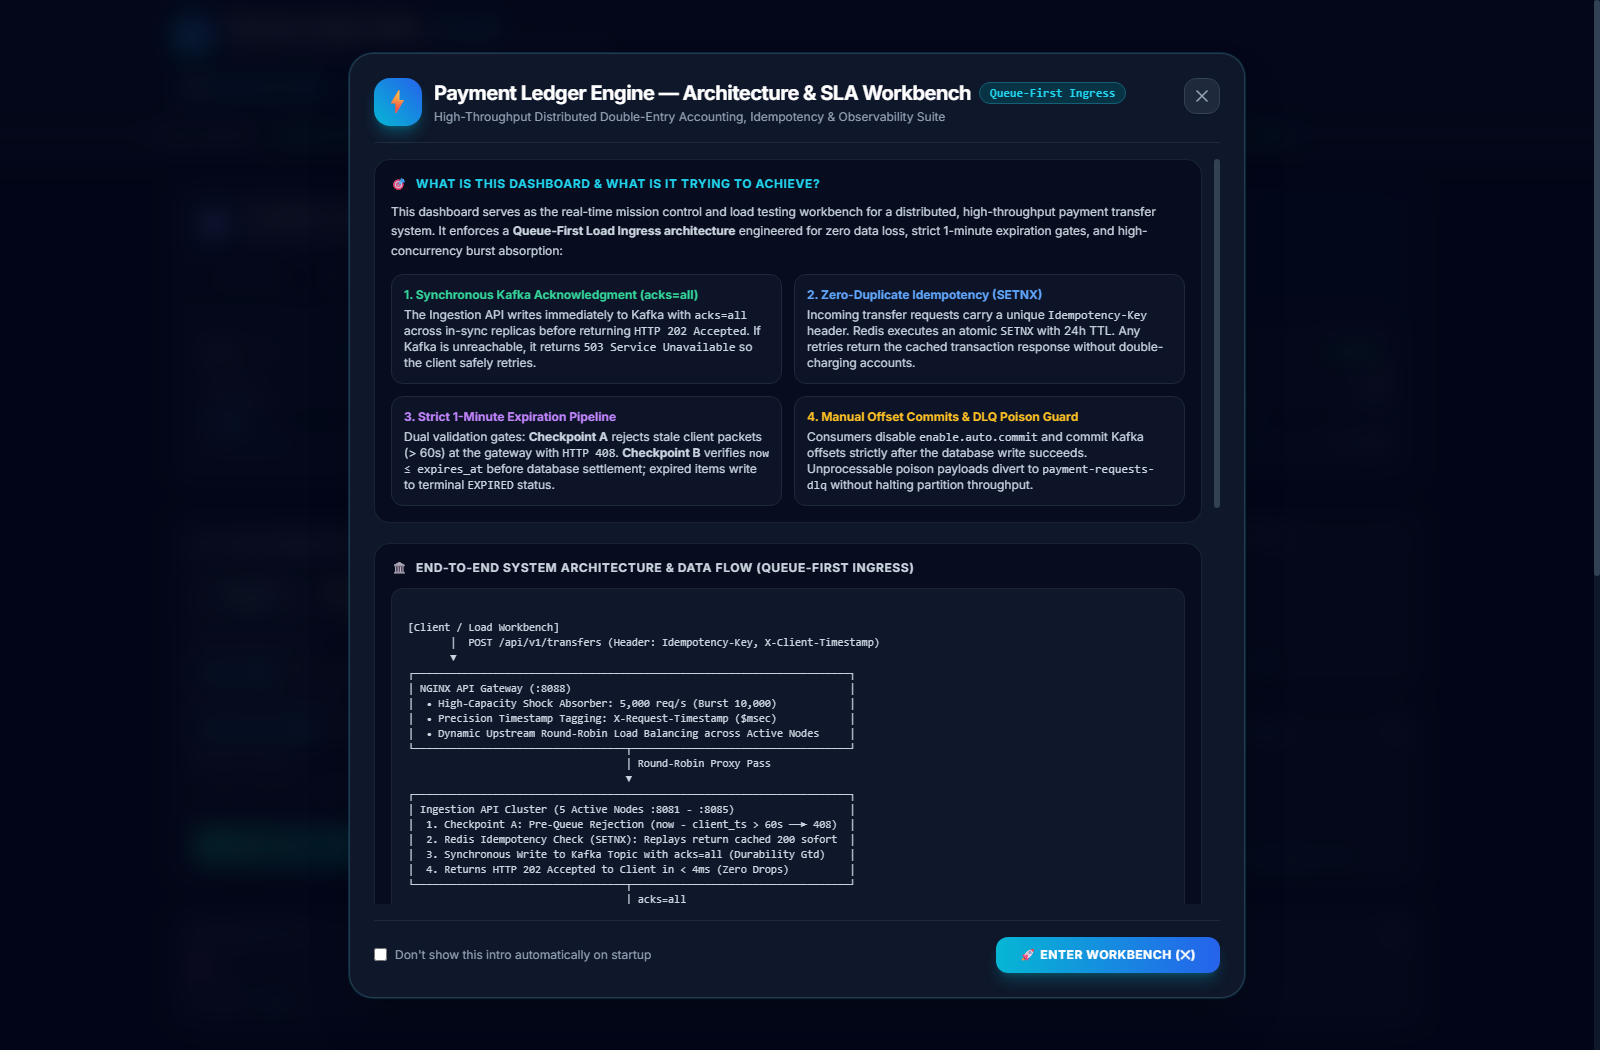 Payment Ledger Engine — Architecture & SLA Workbench
Queue-First Ingress
High-Throughput Distributed Double-Entry Accounting, Idempotency & Observability Suite
WHAT IS THIS DASHBOARD & WHAT IS IT TRYING TO ACHIEVE?
This dashboard serves as the real-time mission control and load testing workbench for a distributed, high-throughput payment transfer
system. It enforces a Queue-First Load Ingress architecture engineered for zero data loss, strict 1-minute expiration gates, and high-
concurrency burst absorption:
1. Synchronous Kafka Acknowledgment (acks=all)
The Ingestion API writes immediately to Kafka with acks=all
across in-sync replicas before returning HTTP 202 Accepted. If
Kafka is unreachable, it returns 503 Service Unavailable so
the client safely retries.
2. Zero-Duplicate Idempotency (SETNX)
Incoming transfer requests carry a unique Idempotency-Key
header. Redis executes an atomic SETNX with 24h TTL. Any
retries return the cached transaction response without double-
charging accounts.
3. Strict 1-Minute Expiration Pipeline
Dual validation gates: Checkpoint A rejects stale client packets
(> 60s) at the gateway with HTTP 408. Checkpoint B verifies now
≤ expires_at before database settlement; expired items write
to terminal EXPIRED status.
4. Manual Offset Commits & DLQ Poison Guard
Consumers disable enable.auto.commit and commit Kafka
offsets strictly after the database write succeeds.
Unprocessable poison payloads divert to payment-requests-
dlq without halting partition throughput.
END-TO-END SYSTEM ARCHITECTURE & DATA FLOW (QUEUE-FIRST INGRESS)
[Client / Load Workbench]
POST /api/v1/transfers (Header: Idempotency-Key, X-Client-Timestamp)
NGINX API Gateway (:8088)
• High-Capacity Shock Absorber: 5,000 req/s (Burst 10,000)
• Precision Timestamp Tagging: X-Request-Timestamp ($msec)
• Dynamic Upstream Round-Robin Load Balancing across Active Nodes
Round-Robin Proxy Pass
Ingestion API Cluster (5 Active Nodes :8081 - :8085)
1. Checkpoint A: Pre-Queue Rejection (now - client_ts > 60s ──► 408)
2. Redis Idempotency Check (SETNX): Replays return cached 200 sofort
3. Synchronous Write to Kafka Topic with acks=all (Durability Gtd)
4. Returns HTTP 202 Accepted to Client in < 4ms (Zero Drops)
acks=all
Don't show this intro automatically on startup
🚀 ENTER WORKBENCH (✕)